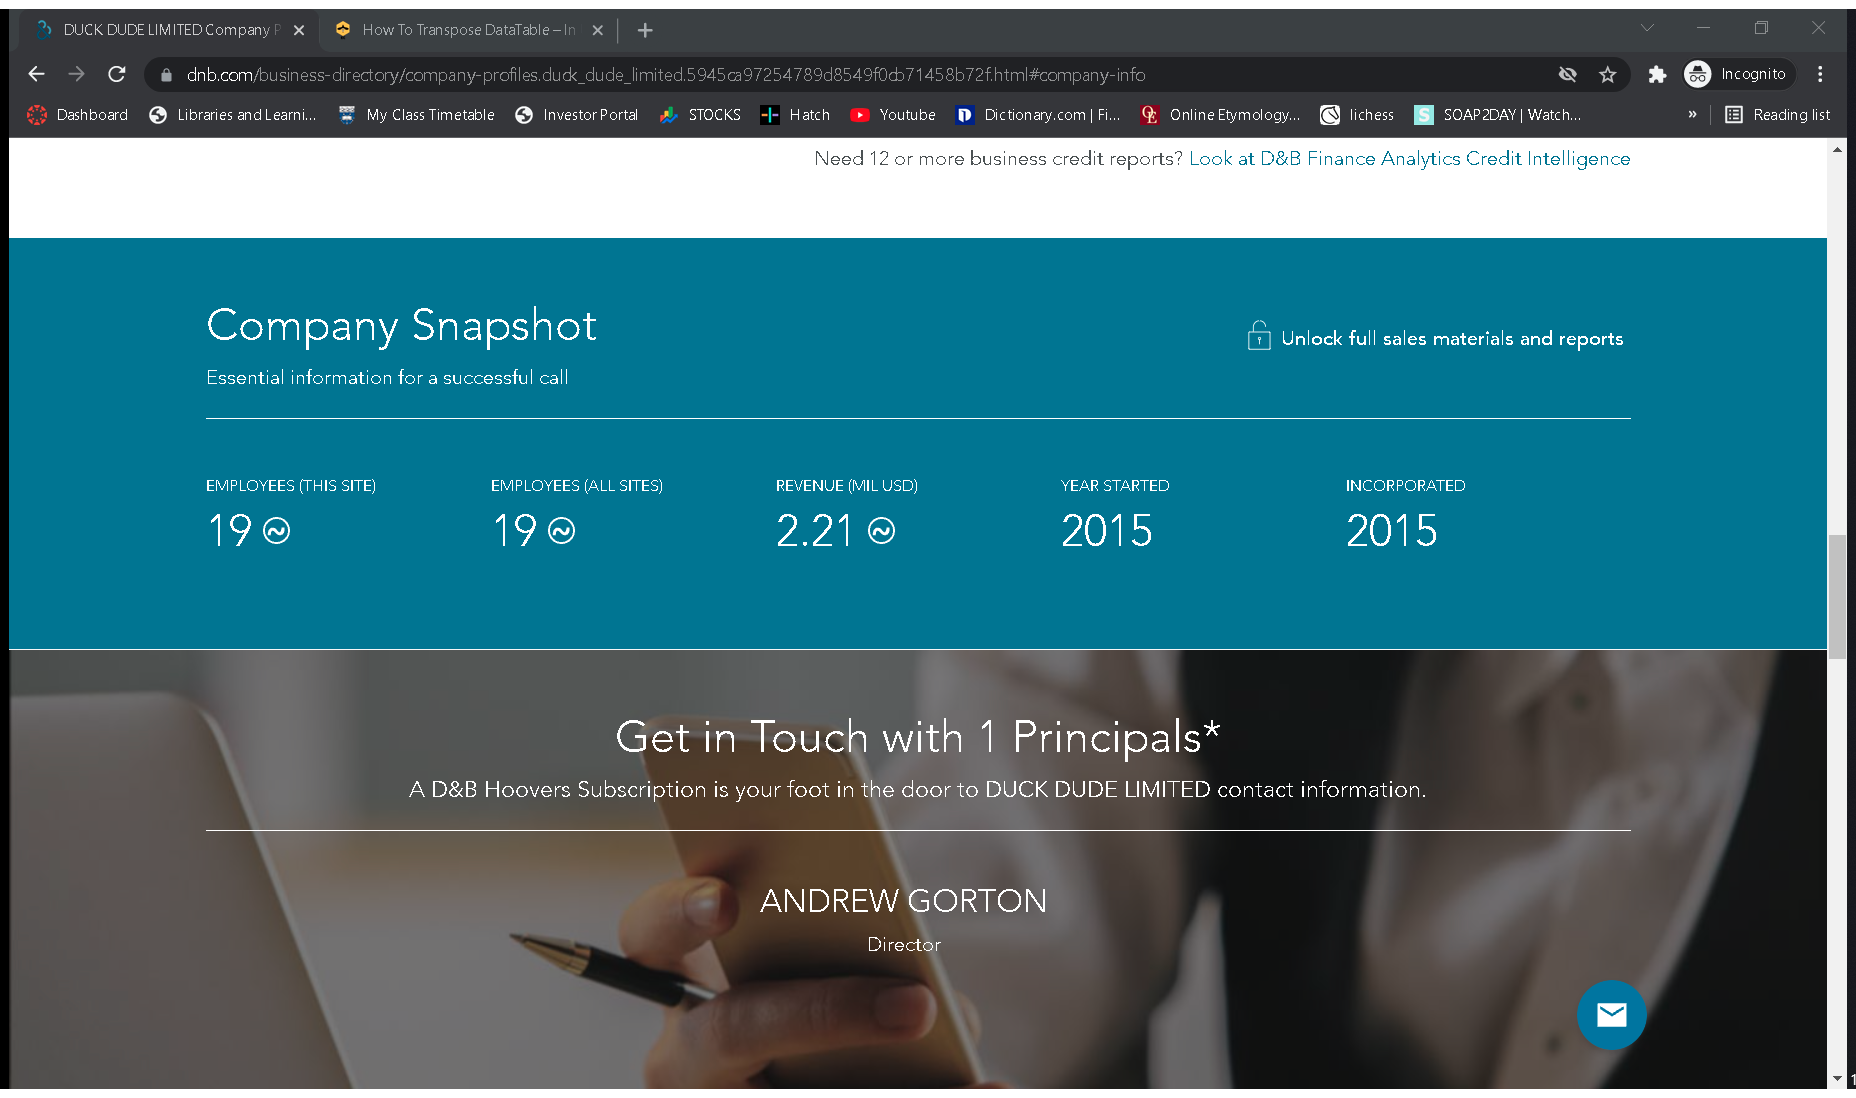 DUCK DUDE LIMITED Company P
How To Transpose DataTable – In
dnb.com/business-directory/company-profiles.duck_dude_limited.5945ca97254789d8549f0cb71458b72f.html#company-info
Incognito
Dashboard Libraries and Learni... My Class Timetable Investor Portal STOCKS Hatch Youtube Dictionary.com | Fi... Online Etymology... lichess SOAP2DAY | Watch... » Reading list
Need 12 or more business credit reports? Look at D&B Finance Analytics Credit Intelligence
Company Snapshot
Unlock full sales materials and reports
Essential information for a successful call
EMPLOYEES (THIS SITE) EMPLOYEES (ALL SITES) REVENUE (MIL USD) YEAR STARTED INCORPORATED
19 19 2.21 2015 2015
Get in Touch with 1 Principals*
A D&B Hoovers Subscription is your foot in the door to DUCK DUDE LIMITED contact information.
ANDREW GORTON
Director